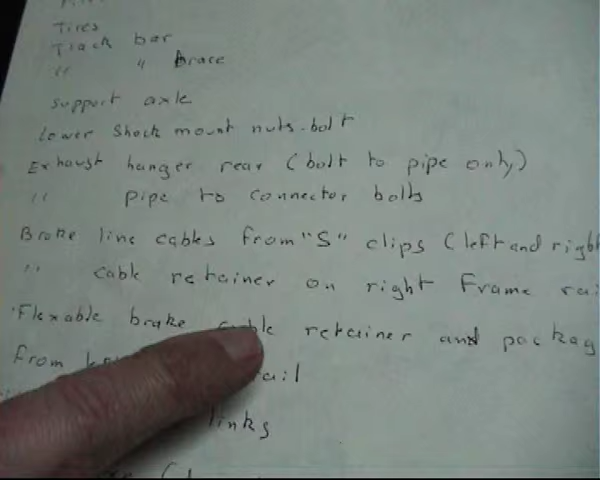 Tires
Track bar
" " brace
Support axle
Lower Shock mount nuts. bolt
Exhaust hanger rear (bolt to pipe only)
" pipe to connector bolts
Brake line cables from "S" clips (left and righ
" cable retainer on right Frame rai
Flexable brake cable retainer and packag
From rail
links